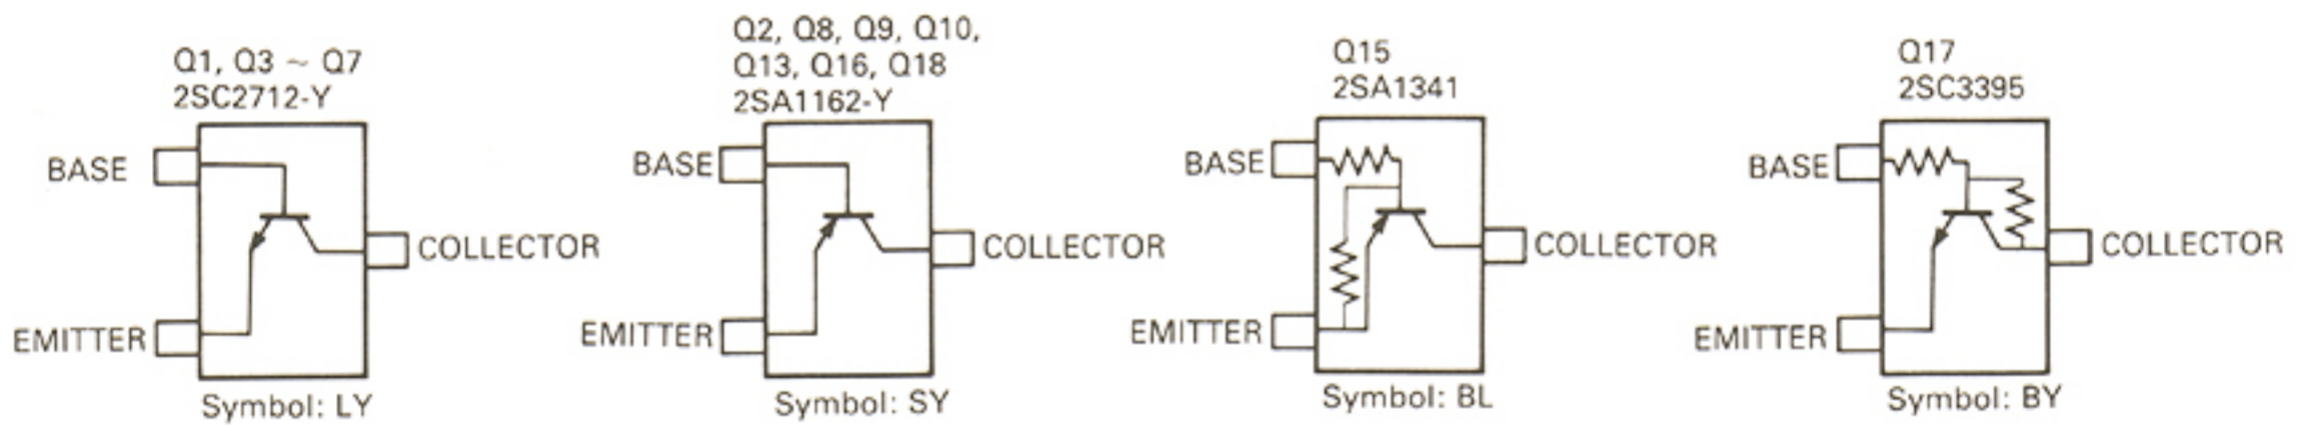 Q1, Q3 ~ Q7
2SC2712-Y
BASE
COLLECTOR
EMITTER
Symbol: LY
Q2, Q8, Q9, Q10,
Q13, Q16, Q18
2SA1162-Y
BASE
COLLECTOR
EMITTER
Symbol: SY
Q15
2SA1341
BASE
COLLECTOR
EMITTER
Symbol: BL
Q17
2SC3395
BASE
COLLECTOR
EMITTER
Symbol: BY